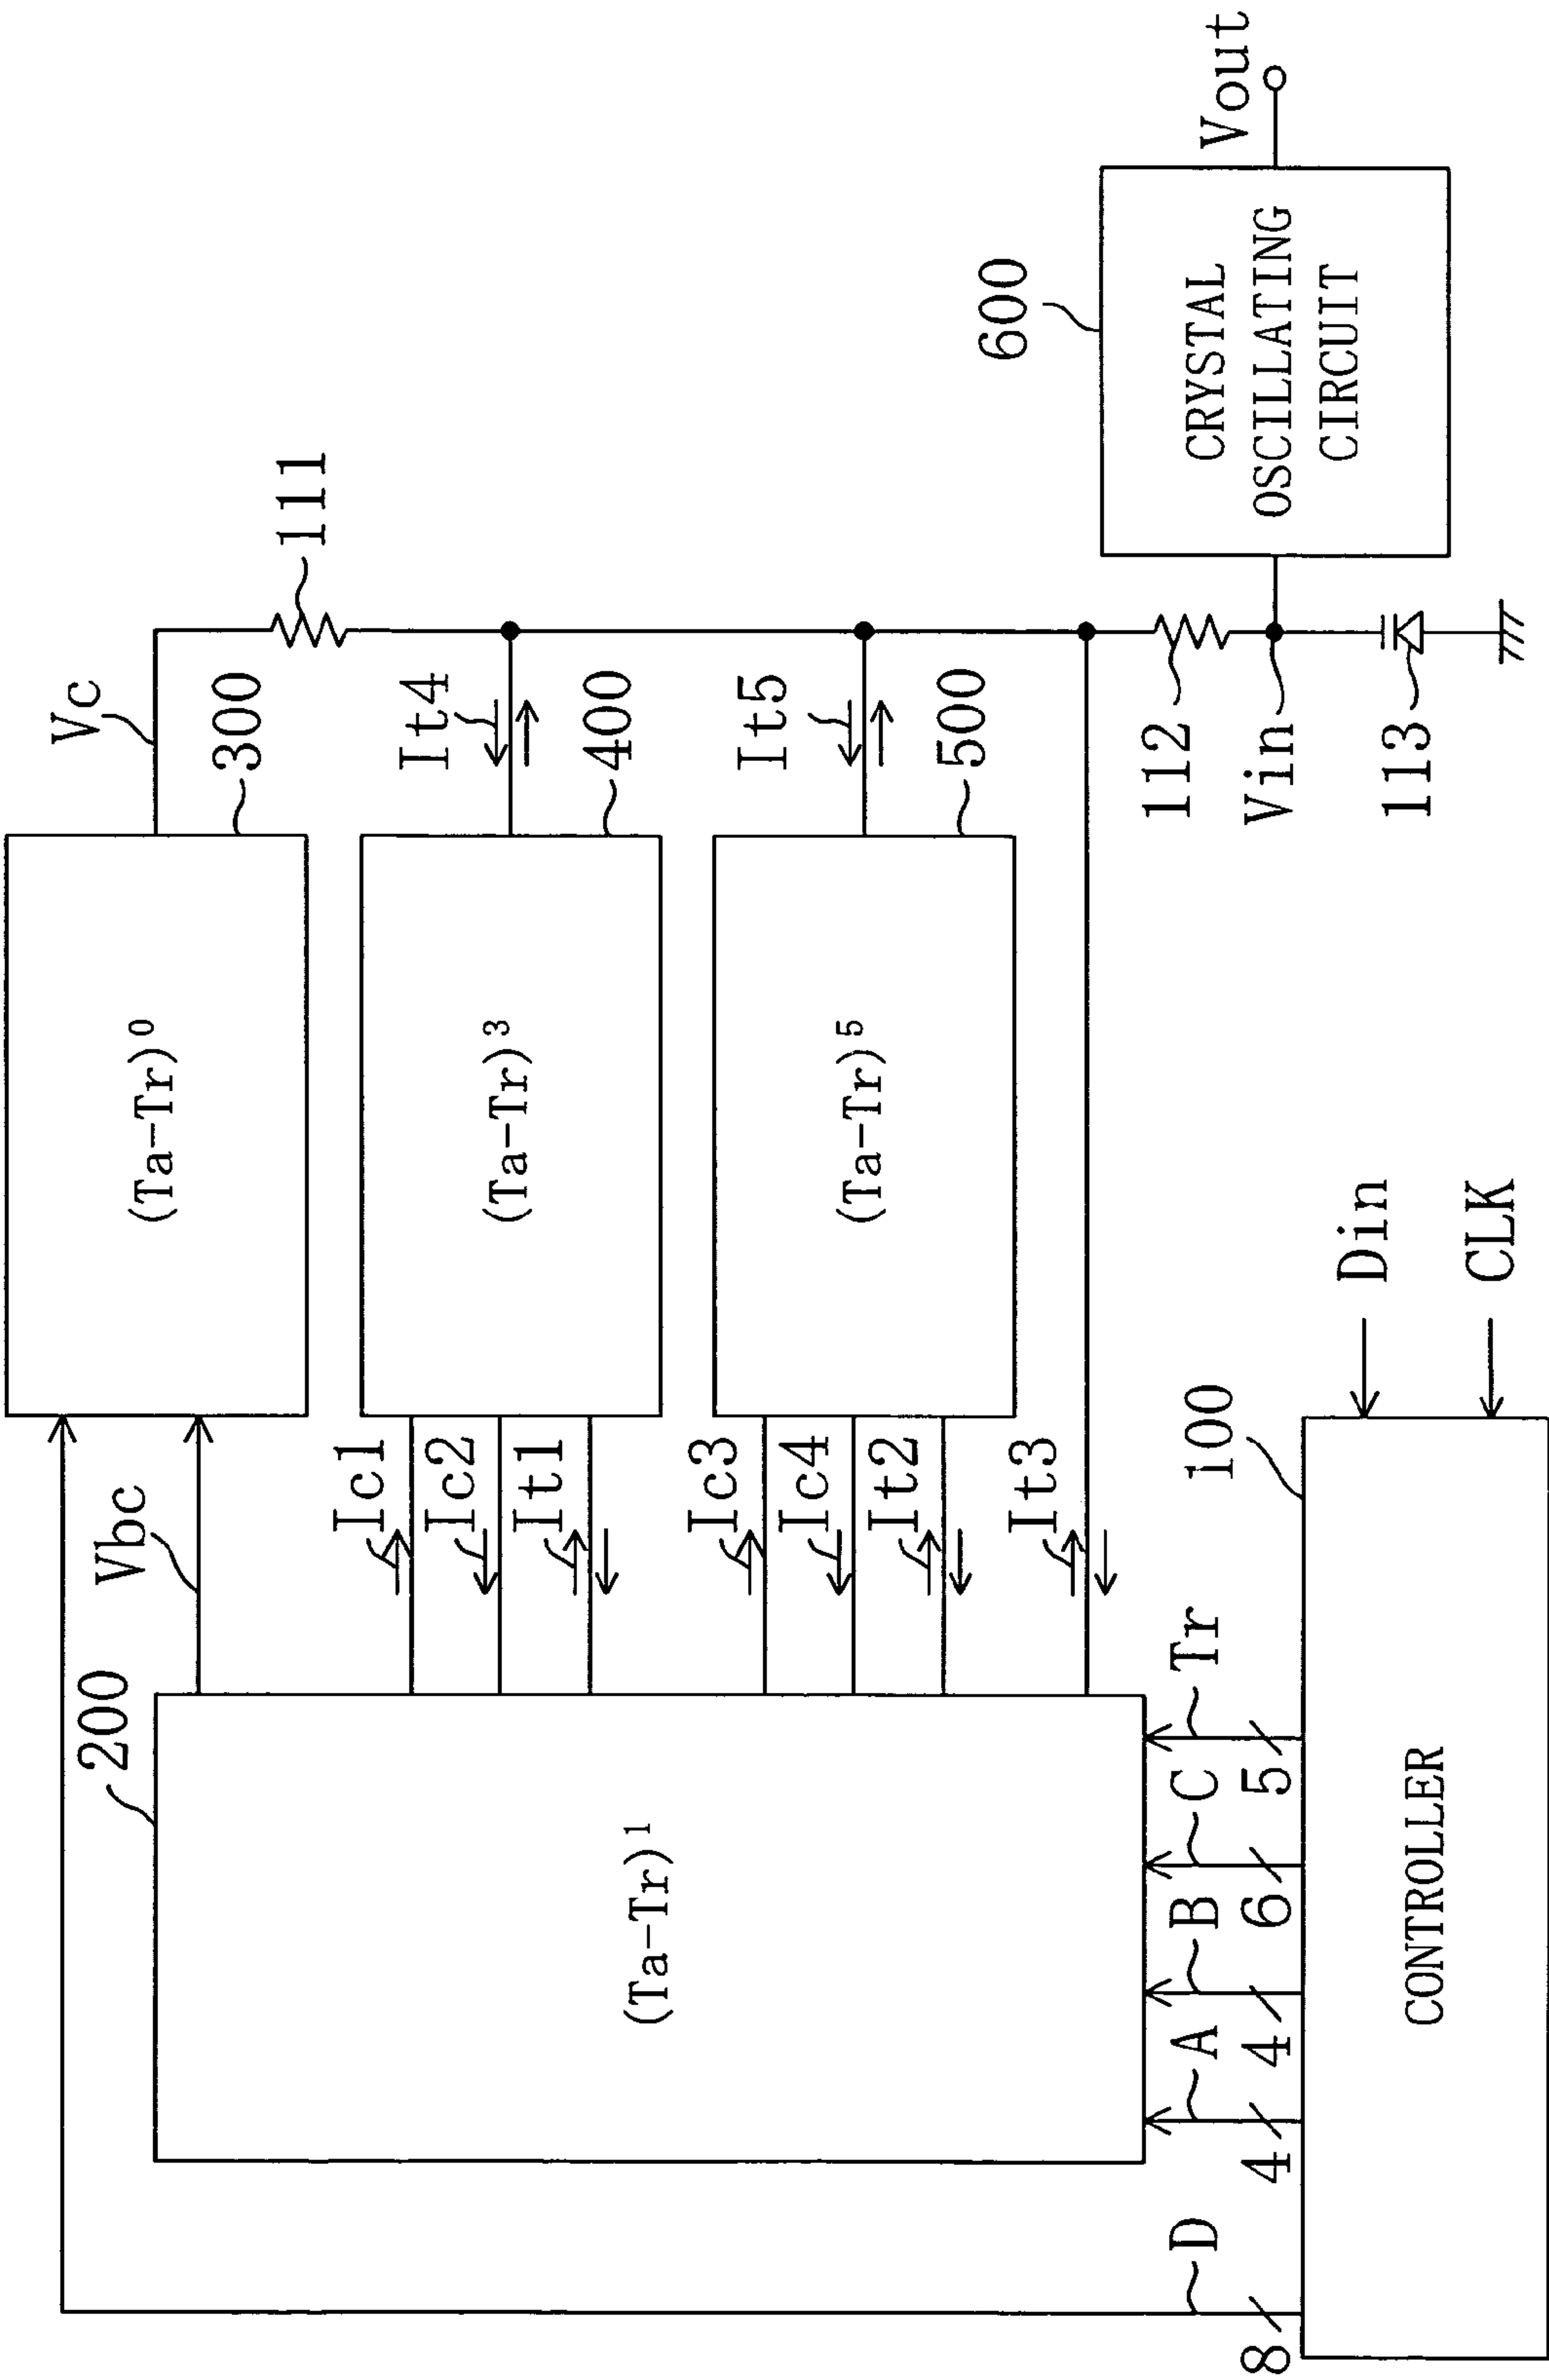 Vc
300
(Ta-Tr)⁰
111
Vbc
200
Ic1
Ic2
It1
(Ta-Tr)³
It4
400
Ic3
Ic4
It2
(Ta-Tr)⁵
It5
500
It3
(Ta-Tr)¹
600
CRYSTAL
OSCILLATING
CIRCUIT
Vout
112
Vin
113
D
A
B
C
Tr
8
4
4
6
5
100
CONTROLLER
Din
CLK